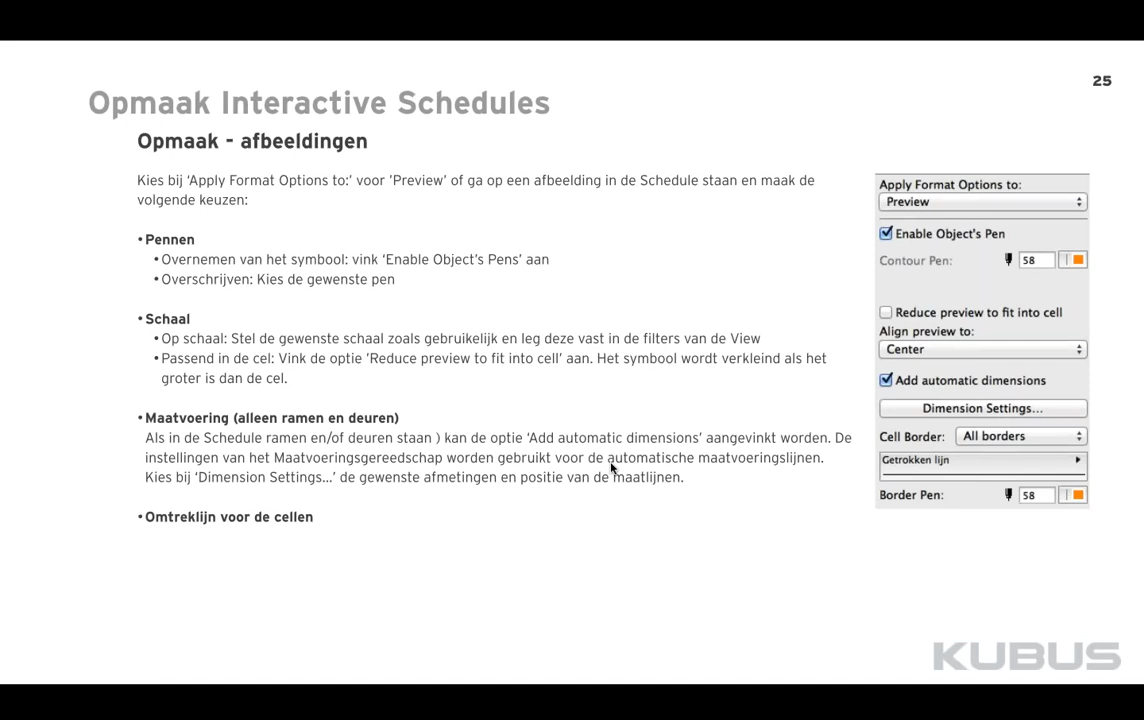 25
Opmaak Interactive Schedules
Opmaak - afbeeldingen
Kies bij ‘Apply Format Options to:’ voor ’Preview’ of ga op een afbeelding in de Schedule staan en maak de
volgende keuzen:
•Pennen
•Overnemen van het symbool: vink ‘Enable Object’s Pens’ aan
•Overschrijven: Kies de gewenste pen
•Schaal
•Op schaal: Stel de gewenste schaal zoals gebruikelijk en leg deze vast in de filters van de View
•Passend in de cel: Vink de optie ’Reduce preview to fit into cell’ aan. Het symbool wordt verkleind als het
groter is dan de cel.
•Maatvoering (alleen ramen en deuren)
Als in de Schedule ramen en/of deuren staan ) kan de optie ‘Add automatic dimensions’ aangevinkt worden. De
instellingen van het Maatvoeringsgereedschap worden gebruikt voor de automatische maatvoeringslijnen.
Kies bij ‘Dimension Settings...’ de gewenste afmetingen en positie van de maatlijnen.
•Omtreklijn voor de cellen
Apply Format Options to:
Preview
Enable Object's Pen
Contour Pen: 58
Reduce preview to fit into cell
Align preview to:
Center
Add automatic dimensions
Dimension Settings...
Cell Border: All borders
Getrokken lijn
Border Pen: 58
KUBUS